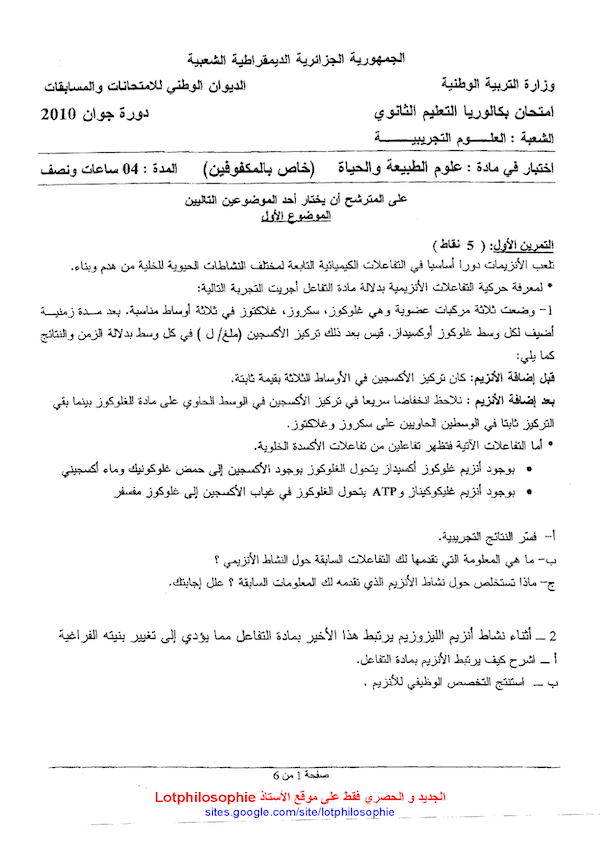 الجمهورية الجزائرية الديمقراطية الشعبية
وزارة التربية الوطنية الديوان الوطني للامتحانات والمسابقات
امتحان بكالوريا التعليم الثانوي دورة جوان 2010
الشعبة : العلـــوم التجريبيـــة
اختبار في مادة : علوم الطبيعة والحياة (خاص بالمكفوفين) المدة : 04 ساعات ونصف
على المترشح أن يختار أحد الموضوعين التاليين
الموضوع الأول
التمرين الأول: ( 5 نقاط )
تلعب الأنزيمات دورا أساسيا في التفاعلات الكيميائية التابعة لمختلف النشاطات الحيوية للخلية من هدم وبناء.
• لمعرفة حركية التفاعلات الأنزيمية بدلالة مادة التفاعل أجريت التجربة التالية:
1- وضعت ثلاثة مركبات عضوية وهي غلوكوز، سكروز، غلاكتوز في ثلاثة أوساط مناسبة. بعد مـــدة زمنيـــة
أضيف لكل وسط غلوكوز أوكسيداز. قيس بعد ذلك تركيز الأكسجين (ملغ/ ل ) في كل وسط بدلالة الزمن والنتائج
كما يلي:
قبل إضافة الأنزيم: كان تركيز الأكسجين في الأوساط الثلاثة بقيمة ثابتة.
بعد إضافة الأنزيم : نلاحظ انخفاضا سريعا في تركيز الأكسجين في الوسط الحاوي على مادة الغلوكوز بينما بقي
التركيز ثابتا في الوسطين الحاويين على سكروز وغلاكتوز.
• أما التفاعلات الآتية فتظهر تفاعلين من تفاعلات الأكسدة الخلوية.
• بوجود أنزيم غلوكوز أكسيداز يتحول الغلوكوز بوجود الأكسجين إلى حمض غلوكونيك وماء أكسجيني
• بوجود أنزيم غليكوكيناز وATP يتحول الغلوكوز في غياب الأكسجين إلى غلوكوز مفسفر
أ- فسّر النتائج التجريبية.
ب- ما هي المعلومة التي تقدمها لك التفاعلات السابقة حول النشاط الأنزيمي ؟
ج- ماذا تستخلص حول نشاط الأنزيم الذي تقدمه لك المعلومات السابقة ؟ علل إجابتك.
2 ــ أثناء نشاط أنزيم الليزوزيم يرتبط هذا الأخير بمادة التفاعل مما يؤدي إلى تغيير بنيته الفراغية
أ ــ اشرح كيف يرتبط الأنزيم بمادة التفاعل.
ب ــ استنتج التخصص الوظيفي للأنزيم .
صفحة 1 من 6
الجديد و الحصري فقط على موقع الأستاذ Lotphilosophie
sites.google.com/site/lotphilosophie